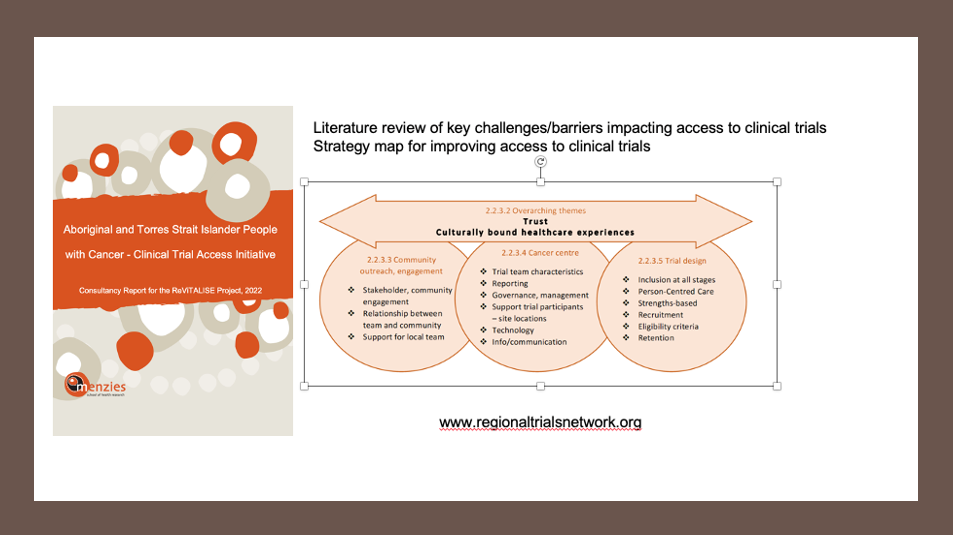 Literature review of key challenges/barriers impacting access to clinical trials
Strategy map for improving access to clinical trials
Aboriginal and Torres Strait Islander People
with Cancer - Clinical Trial Access Initiative
Consultancy Report for the ReVITALISE Project, 2022
menzies
school of health research
2.2.3.2 Overarching themes
Trust
Culturally bound healthcare experiences
2.2.3.3 Community
outreach, engagement
❖ Stakeholder, community
engagement
❖ Relationship between
team and community
❖ Support for local team
2.2.3.4 Cancer centre
❖ Trial team characteristics
❖ Reporting
❖ Governance, management
❖ Support trial participants
– site locations
❖ Technology
❖ Info/communication
2.2.3.5 Trial design
❖ Inclusion at all stages
❖ Person-Centred Care
❖ Strengths-based
❖ Recruitment
❖ Eligibility criteria
❖ Retention
www.regionaltrialsnetwork.org